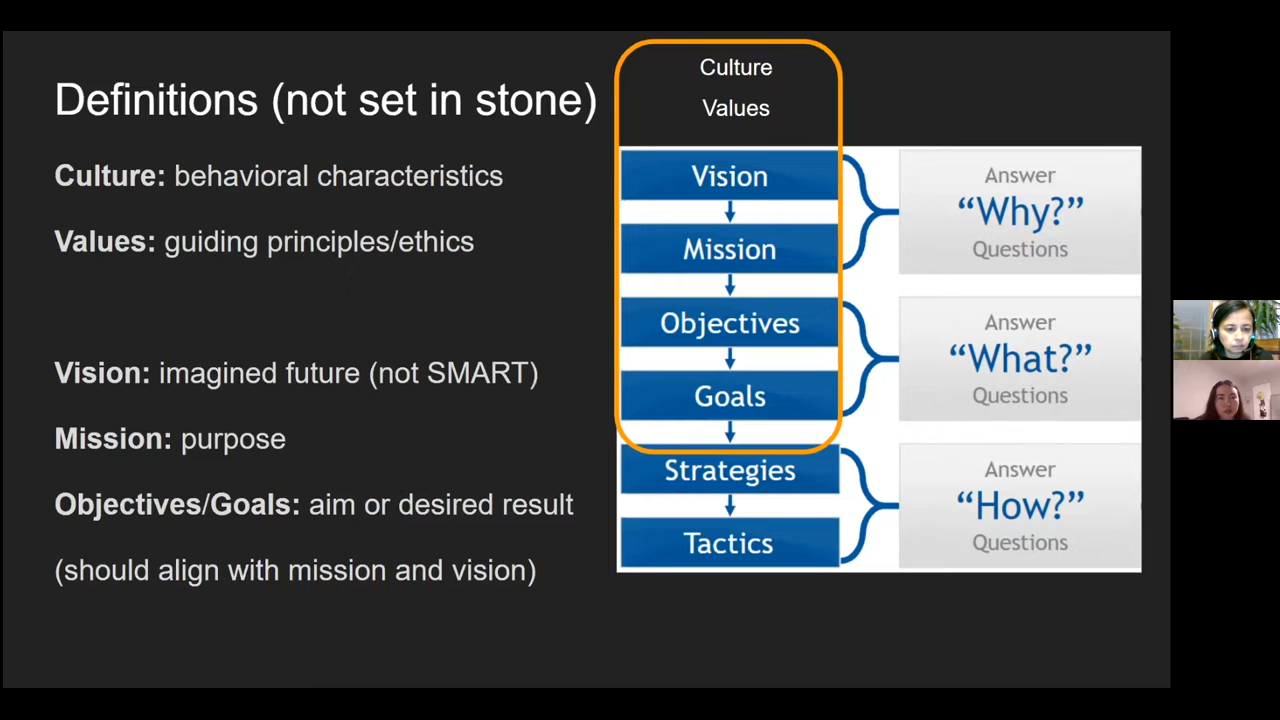 Definitions (not set in stone)
Culture: behavioral characteristics
Values: guiding principles/ethics
Vision: imagined future (not SMART)
Mission: purpose
Objectives/Goals: aim or desired result
(should align with mission and vision)
Culture
Values
Vision
Mission
Objectives
Goals
Strategies
Tactics
Answer
“Why?”
Questions
Answer
“What?”
Questions
Answer
“How?”
Questions